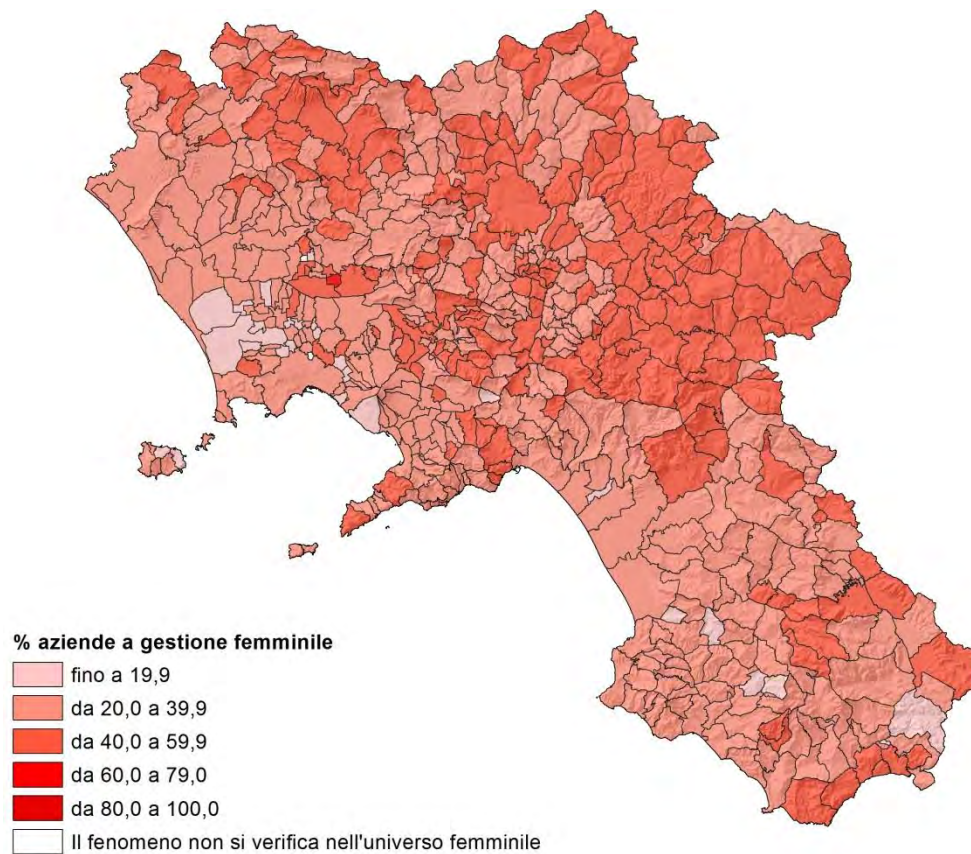 % aziende a gestione femminile
fino a 19,9
da 20,0 a 39,9
da 40,0 a 59,9
da 60,0 a 79,0
da 80,0 a 100,0
Il fenomeno non si verifica nell'universo femminile